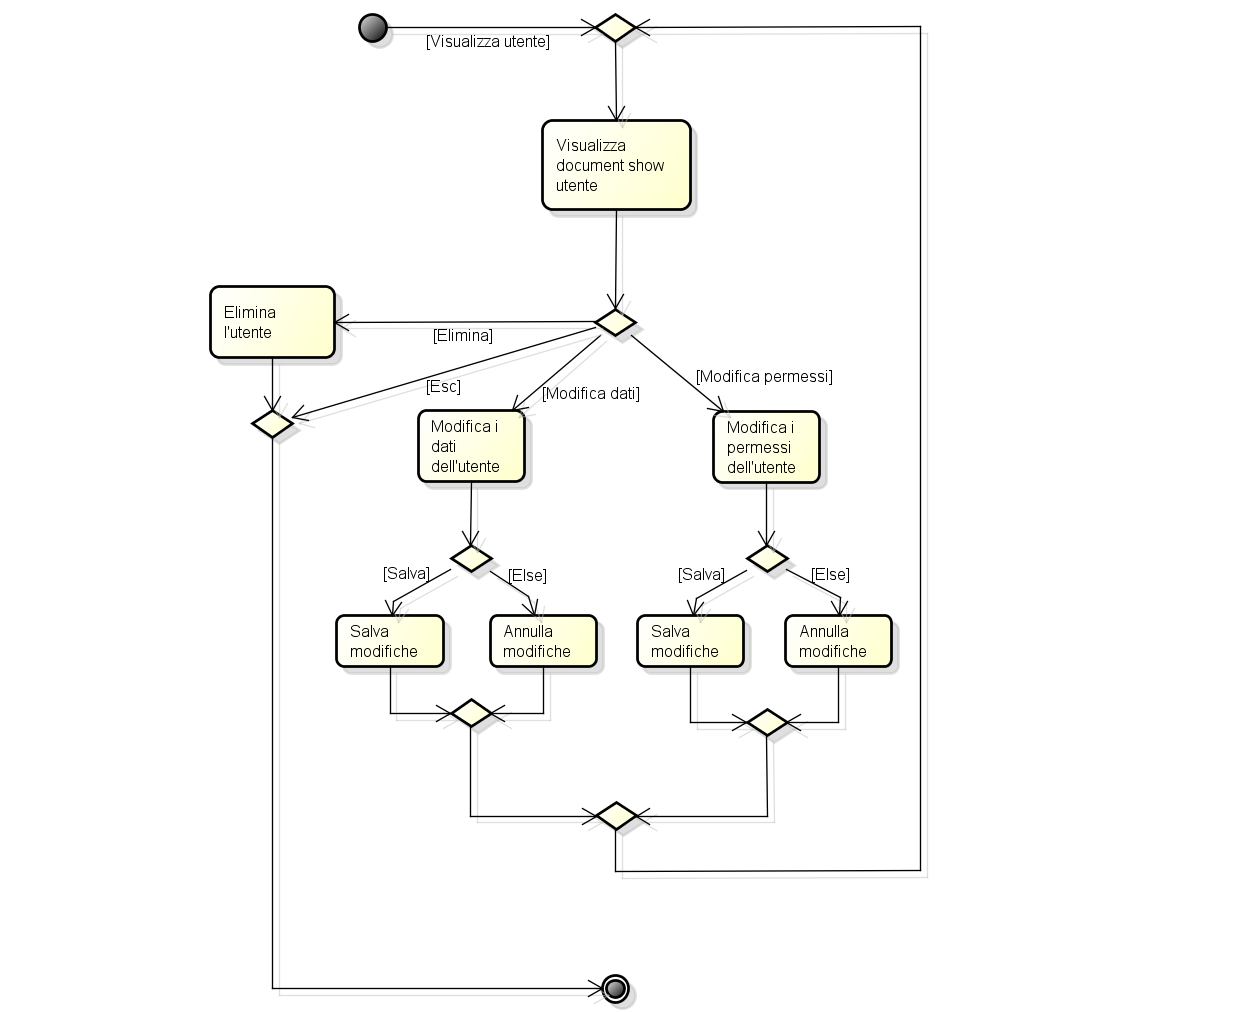 [Visualizza utente]
Visualizza
document show
utente
Elimina
l'utente
[Elimina]
[Esc]
[Modifica dati]
[Modifica permessi]
Modifica i
dati
dell'utente
Modifica i
permessi
dell'utente
[Salva]
[Else]
[Salva]
[Else]
Salva
modifiche
Annulla
modifiche
Salva
modifiche
Annulla
modifiche